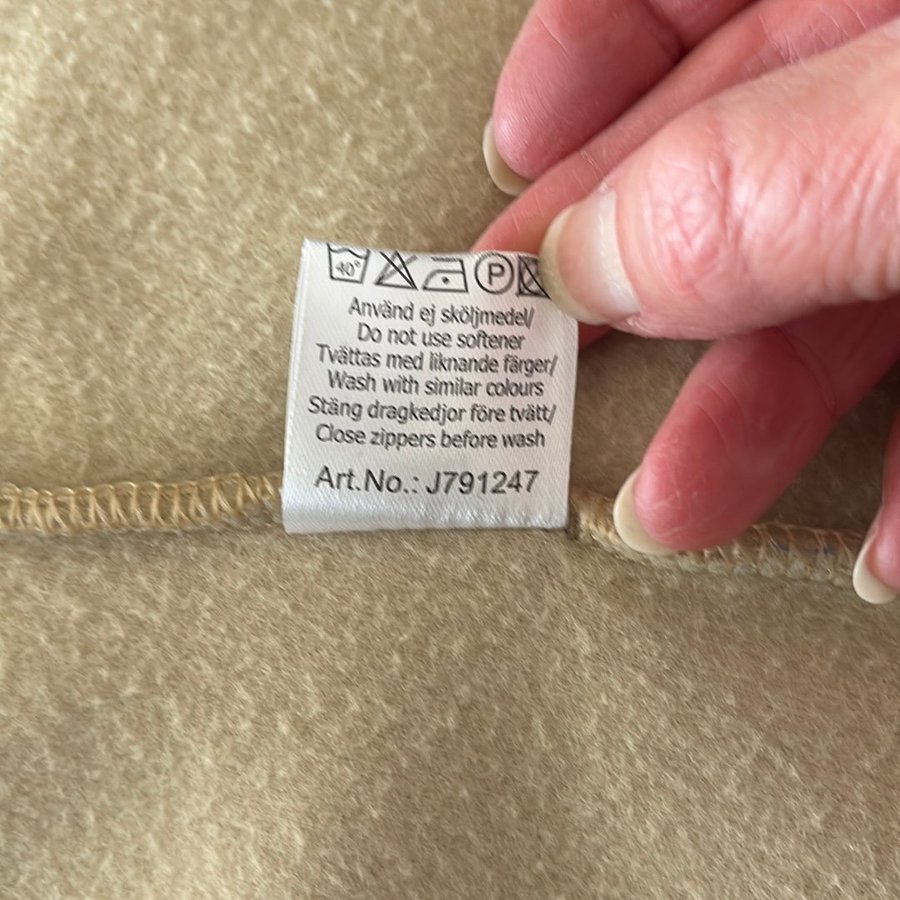 40°
P
Använd ej sköljmedel/
Do not use softener
Tvättas med liknande färger/
Wash with similar colours
Stäng dragkedjor före tvätt/
Close zippers before wash
Art.No.: J791247